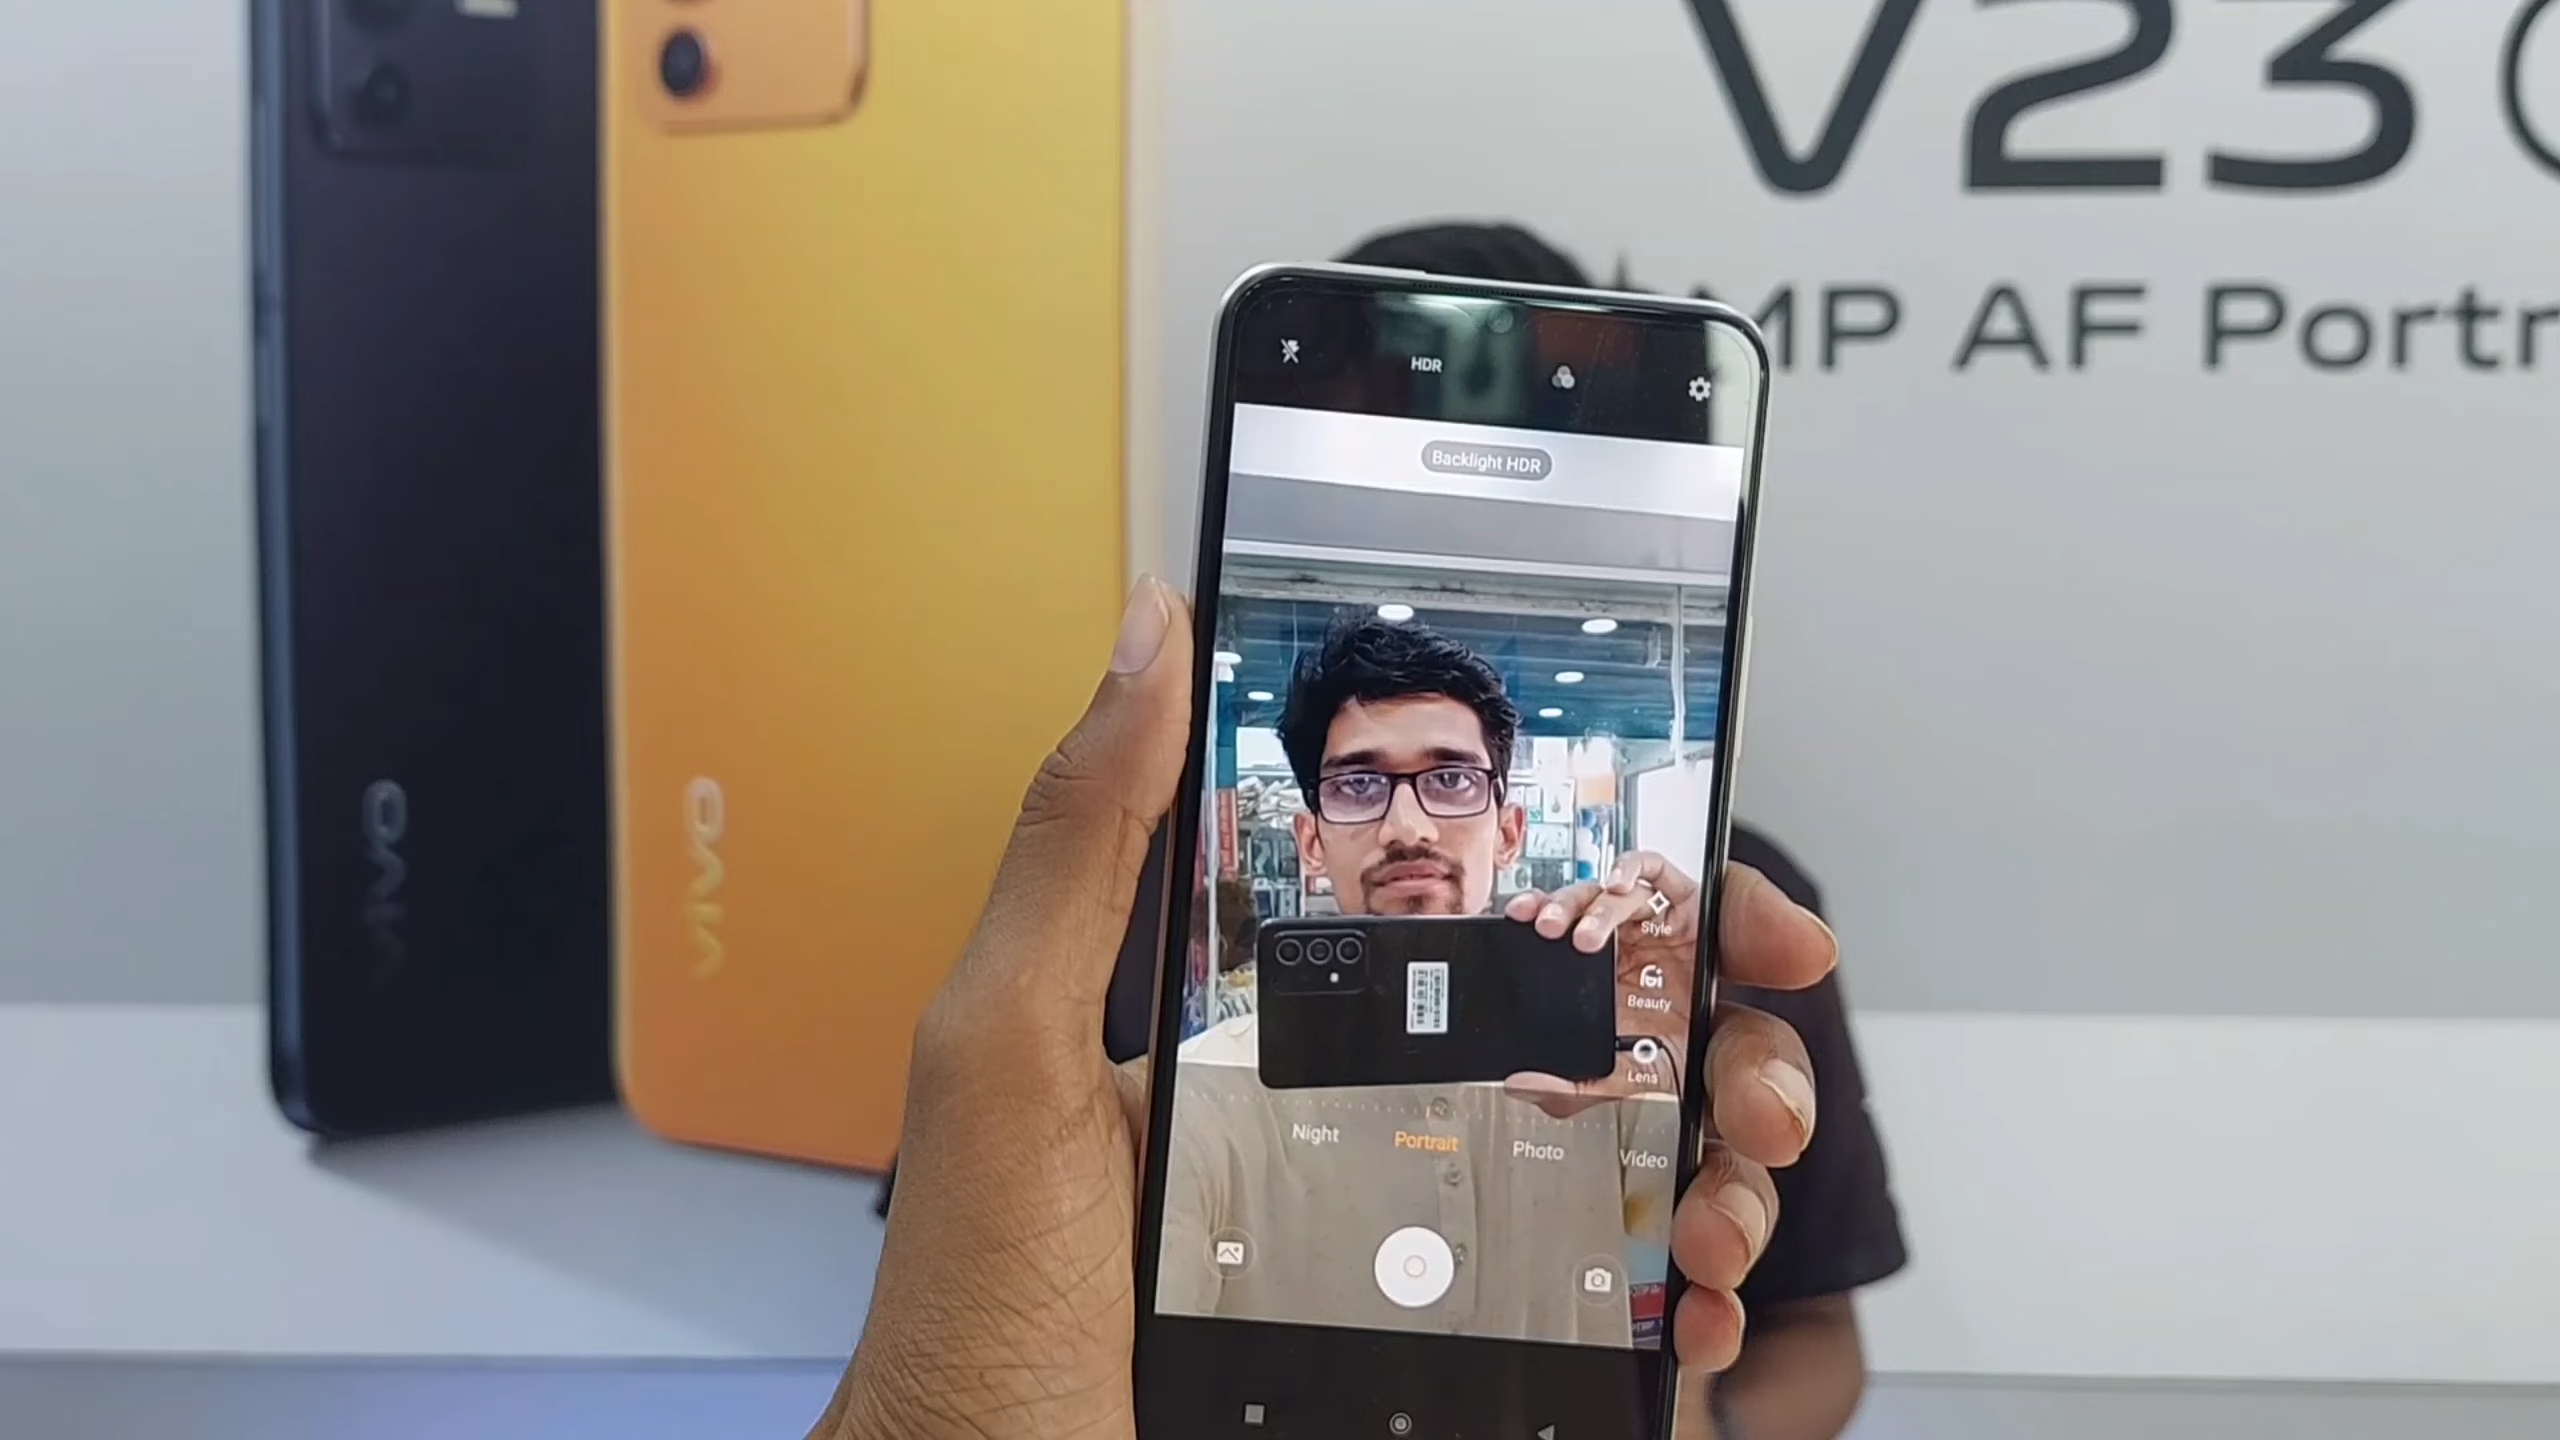 V23
MP AF Portr
HDR
Backlight HDR
vivo
vivo
Style
Beauty
Lens
Night
Portrait
Photo
Video